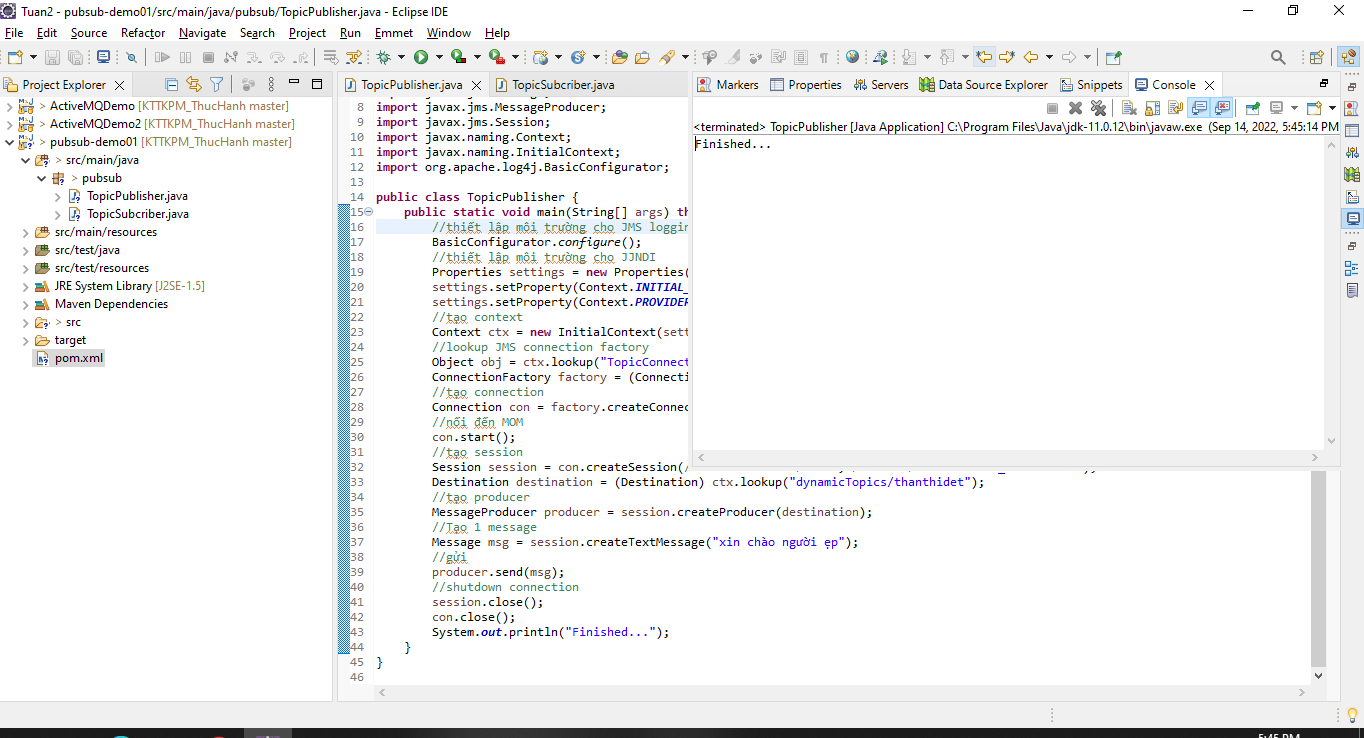 Tuan2 - pubsub-demo01/src/main/java/pubsub/TopicPublisher.java - Eclipse IDE
File Edit Source Refactor Navigate Search Project Run Emmet Window Help
Project Explorer
ActiveMQDemo [KTTKPM_ThucHanh master]
ActiveMQDemo2 [KTTKPM_ThucHanh master]
pubsub-demo01 [KTTKPM_ThucHanh master]
src/main/java
pubsub
TopicPublisher.java
TopicSubcriber.java
src/main/resources
src/test/java
src/test/resources
JRE System Library [J2SE-1.5]
Maven Dependencies
src
target
pom.xml
TopicPublisher.java TopicSubcriber.java
8 import javax.jms.MessageProducer;
9 import javax.jms.Session;
10 import javax.naming.Context;
11 import javax.naming.InitialContext;
12 import org.apache.log4j.BasicConfigurator;
13
14 public class TopicPublisher {
15 public static void main(String[] args) th
16 //thiết lập môi trường cho JMS loggin
17 BasicConfigurator.configure();
18 //thiết lập môi trường cho JJNDI
19 Properties settings = new Properties(
20 settings.setProperty(Context.INITIAL_
21 settings.setProperty(Context.PROVIDER
22 //tạo context
23 Context ctx = new InitialContext(sett
24 //lookup JMS connection factory
25 Object obj = ctx.lookup("TopicConnect
26 ConnectionFactory factory = (Connecti
27 //tạo connection
28 Connection con = factory.createConnec
29 //nối đến MOM
30 con.start();
31 //tạo session
32 Session session = con.createSession(/
33 Destination destination = (Destination) ctx.lookup("dynamicTopics/thanthidet");
34 //tạo producer
35 MessageProducer producer = session.createProducer(destination);
36 //Tạo 1 message
37 Message msg = session.createTextMessage("xin chào người ẹp");
38 //gửi
39 producer.send(msg);
40 //shutdown connection
41 session.close();
42 con.close();
43 System.out.println("Finished...");
44 }
45 }
46
Markers Properties Servers Data Source Explorer Snippets Console
<terminated> TopicPublisher [Java Application] C:\Program Files\Java\jdk-11.0.12\bin\javaw.exe (Sep 14, 2022, 5:45:14 PM
Finished...
5:45 PM